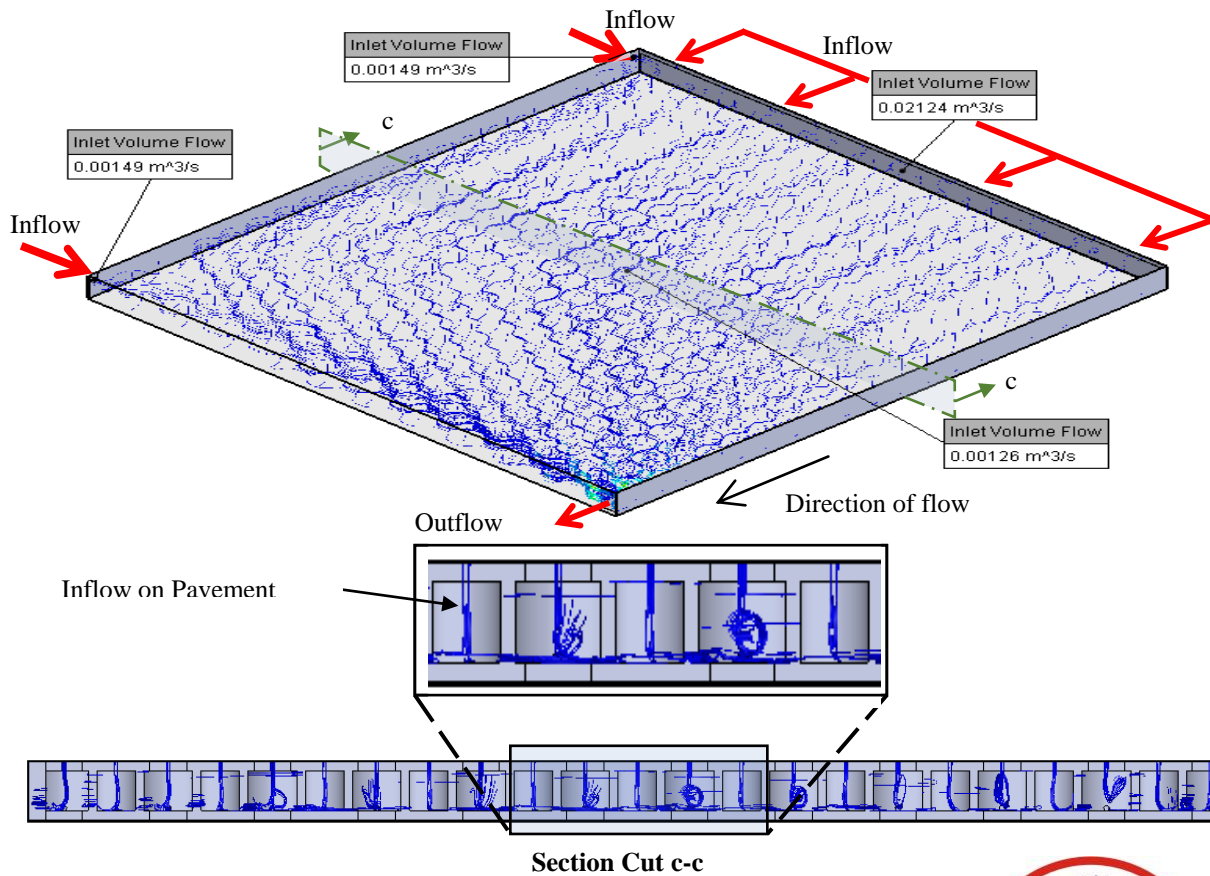 Inflow
Inlet Volume Flow
0.00149 m^3/s
Inflow
Inlet Volume Flow
0.02124 m^3/s
c
Inlet Volume Flow
0.00149 m^3/s
Inflow
c
Inlet Volume Flow
0.00126 m^3/s
Direction of flow
Outflow
Inflow on Pavement
Section Cut c-c